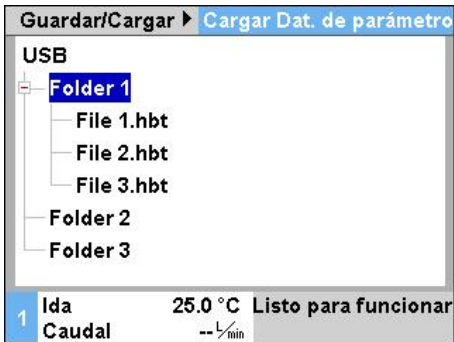 Guardar/Cargar ▶ Cargar Dat. de parámetro
USB
Folder 1
File 1.hbt
File 2.hbt
File 3.hbt
Folder 2
Folder 3
1 Ida 25.0 °C Listo para funcionar
Caudal -- L/min